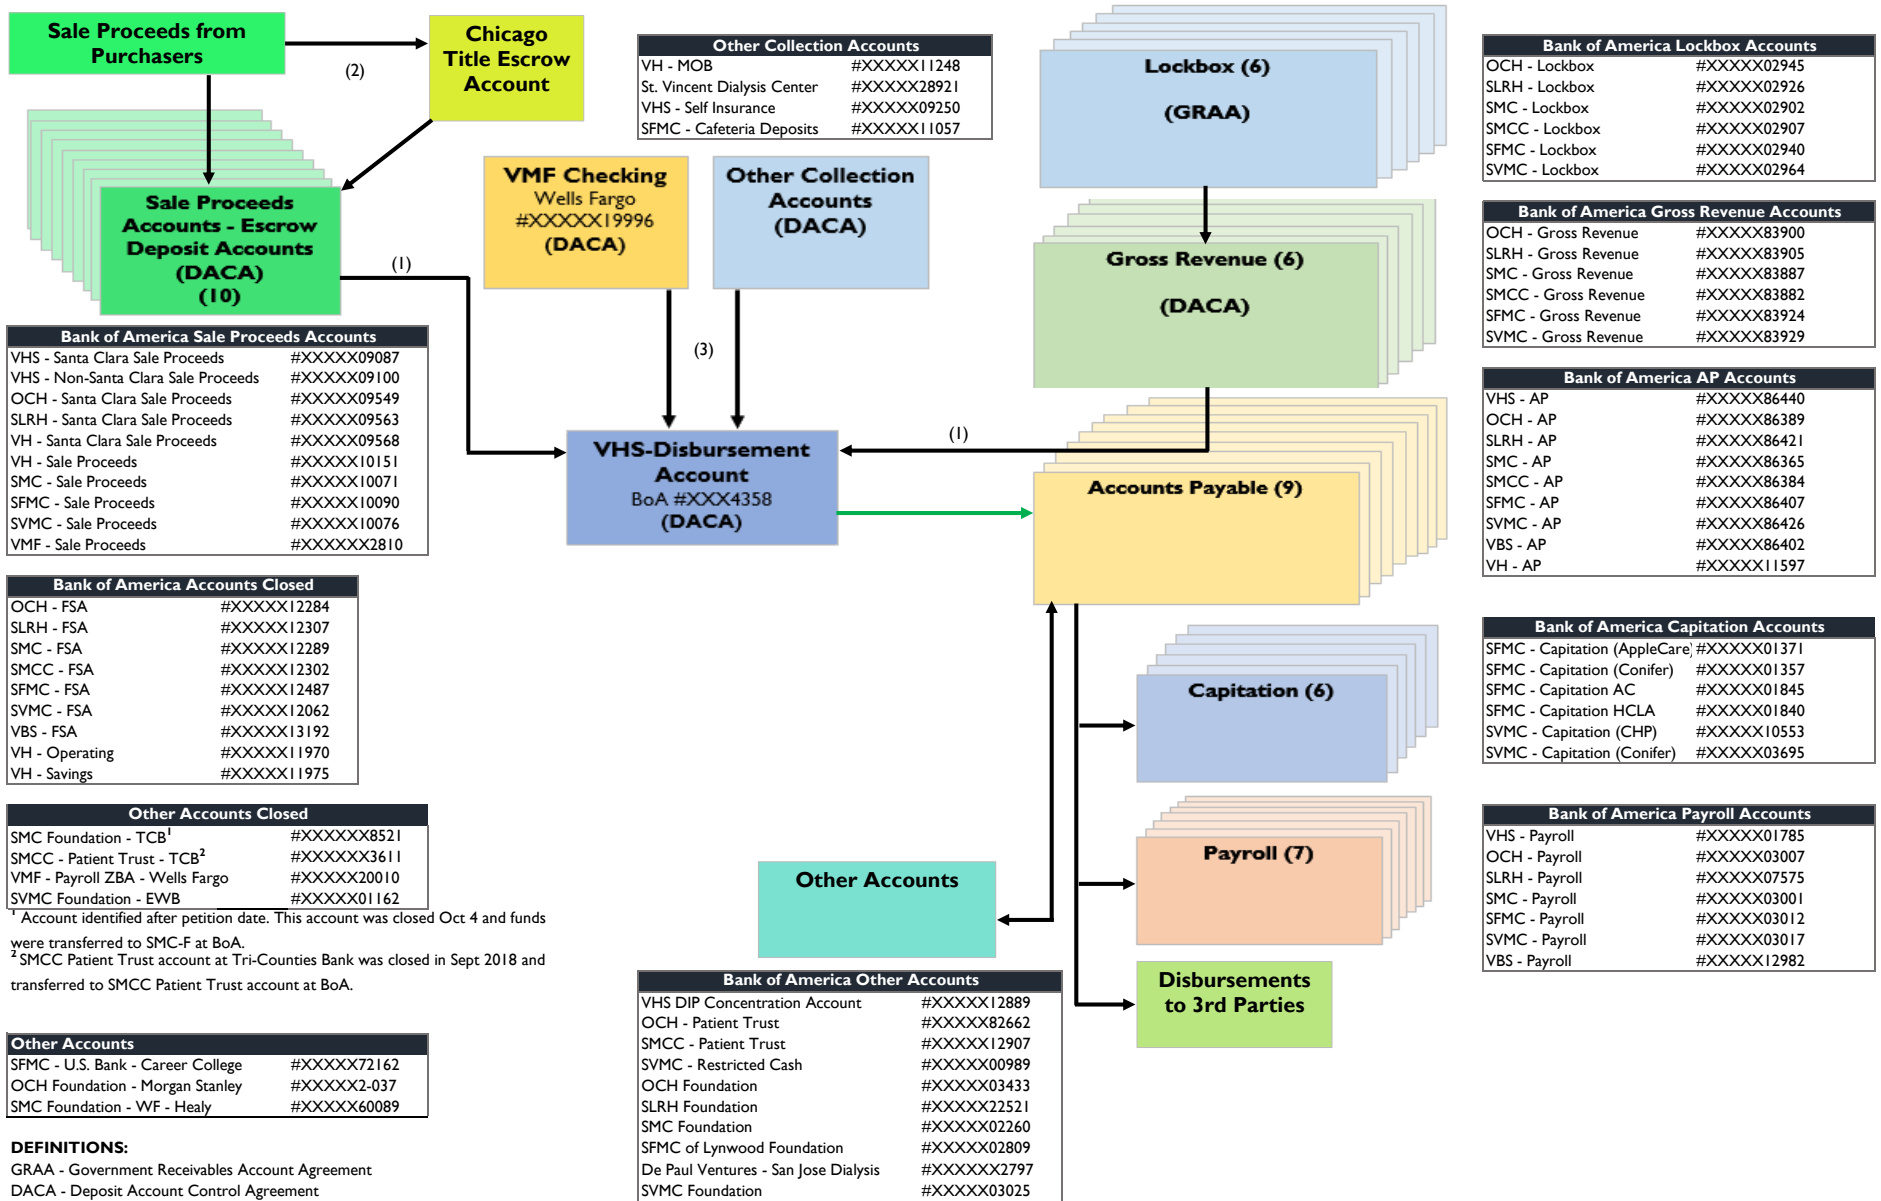 Sale Proceeds from
Purchasers
(2)
Chicago
Title Escrow
Account
Sale Proceeds
Accounts - Escrow
Deposit Accounts
(DACA)
(10)
(1)
Other Collection Accounts
VH - MOB #XXXXX11248
St. Vincent Dialysis Center #XXXXX28921
VHS - Self Insurance #XXXXX09250
SFMC - Cafeteria Deposits #XXXXX11057
VMF Checking
Wells Fargo
#XXXXX19996
(DACA)
Other Collection
Accounts
(DACA)
(3)
Lockbox (6)
(GRAA)
Gross Revenue (6)
(DACA)
(1)
VHS-Disbursement
Account
BoA #XXX4358
(DACA)
Accounts Payable (9)
Capitation (6)
Payroll (7)
Other Accounts
Disbursements
to 3rd Parties
Bank of America Sale Proceeds Accounts
VHS - Santa Clara Sale Proceeds #XXXXX09087
VHS - Non-Santa Clara Sale Proceeds #XXXXX09100
OCH - Santa Clara Sale Proceeds #XXXXX09549
SLRH - Santa Clara Sale Proceeds #XXXXX09563
VH - Santa Clara Sale Proceeds #XXXXX09568
VH - Sale Proceeds #XXXXX10151
SMC - Sale Proceeds #XXXXX10071
SFMC - Sale Proceeds #XXXXX10090
SVMC - Sale Proceeds #XXXXX10076
VMF - Sale Proceeds #XXXXXX2810
Bank of America Accounts Closed
OCH - FSA #XXXXX12284
SLRH - FSA #XXXXX12307
SMC - FSA #XXXXX12289
SMCC - FSA #XXXXX12302
SFMC - FSA #XXXXX12487
SVMC - FSA #XXXXX12062
VBS - FSA #XXXXX13192
VH - Operating #XXXXX11970
VH - Savings #XXXXX11975
Other Accounts Closed
SMC Foundation - TCB1 #XXXXXX8521
SMCC - Patient Trust - TCB2 #XXXXXX3611
VMF - Payroll ZBA - Wells Fargo #XXXXX20010
SVMC Foundation - EWB #XXXXX01162
1 Account identified after petition date. This account was closed Oct 4 and funds
were transferred to SMC-F at BoA.
2 SMCC Patient Trust account at Tri-Counties Bank was closed in Sept 2018 and
transferred to SMCC Patient Trust account at BoA.
Other Accounts
SFMC - U.S. Bank - Career College #XXXXX72162
OCH Foundation - Morgan Stanley #XXXXX2-037
SMC Foundation - WF - Healy #XXXXX60089
DEFINITIONS:
GRAA - Government Receivables Account Agreement
DACA - Deposit Account Control Agreement
Bank of America Other Accounts
VHS DIP Concentration Account #XXXXX12889
OCH - Patient Trust #XXXXX82662
SMCC - Patient Trust #XXXXX12907
SVMC - Restricted Cash #XXXXX00989
OCH Foundation #XXXXX03433
SLRH Foundation #XXXXX22521
SMC Foundation #XXXXX02260
SFMC of Lynwood Foundation #XXXXX02809
De Paul Ventures - San Jose Dialysis #XXXXXX2797
SVMC Foundation #XXXXX03025
Bank of America Lockbox Accounts
OCH - Lockbox #XXXXX02945
SLRH - Lockbox #XXXXX02926
SMC - Lockbox #XXXXX02902
SMCC - Lockbox #XXXXX02907
SFMC - Lockbox #XXXXX02940
SVMC - Lockbox #XXXXX02964
Bank of America Gross Revenue Accounts
OCH - Gross Revenue #XXXXX83900
SLRH - Gross Revenue #XXXXX83905
SMC - Gross Revenue #XXXXX83887
SMCC - Gross Revenue #XXXXX83882
SFMC - Gross Revenue #XXXXX83924
SVMC - Gross Revenue #XXXXX83929
Bank of America AP Accounts
VHS - AP #XXXXX86440
OCH - AP #XXXXX86389
SLRH - AP #XXXXX86421
SMC - AP #XXXXX86365
SMCC - AP #XXXXX86384
SFMC - AP #XXXXX86407
SVMC - AP #XXXXX86426
VBS - AP #XXXXX86402
VH - AP #XXXXX11597
Bank of America Capitation Accounts
SFMC - Capitation (AppleCare) #XXXXX01371
SFMC - Capitation (Conifer) #XXXXX01357
SFMC - Capitation AC #XXXXX01845
SFMC - Capitation HCLA #XXXXX01840
SVMC - Capitation (CHP) #XXXXX10553
SVMC - Capitation (Conifer) #XXXXX03695
Bank of America Payroll Accounts
VHS - Payroll #XXXXX01785
OCH - Payroll #XXXXX03007
SLRH - Payroll #XXXXX07575
SMC - Payroll #XXXXX03001
SFMC - Payroll #XXXXX03012
SVMC - Payroll #XXXXX03017
VBS - Payroll #XXXXX12982